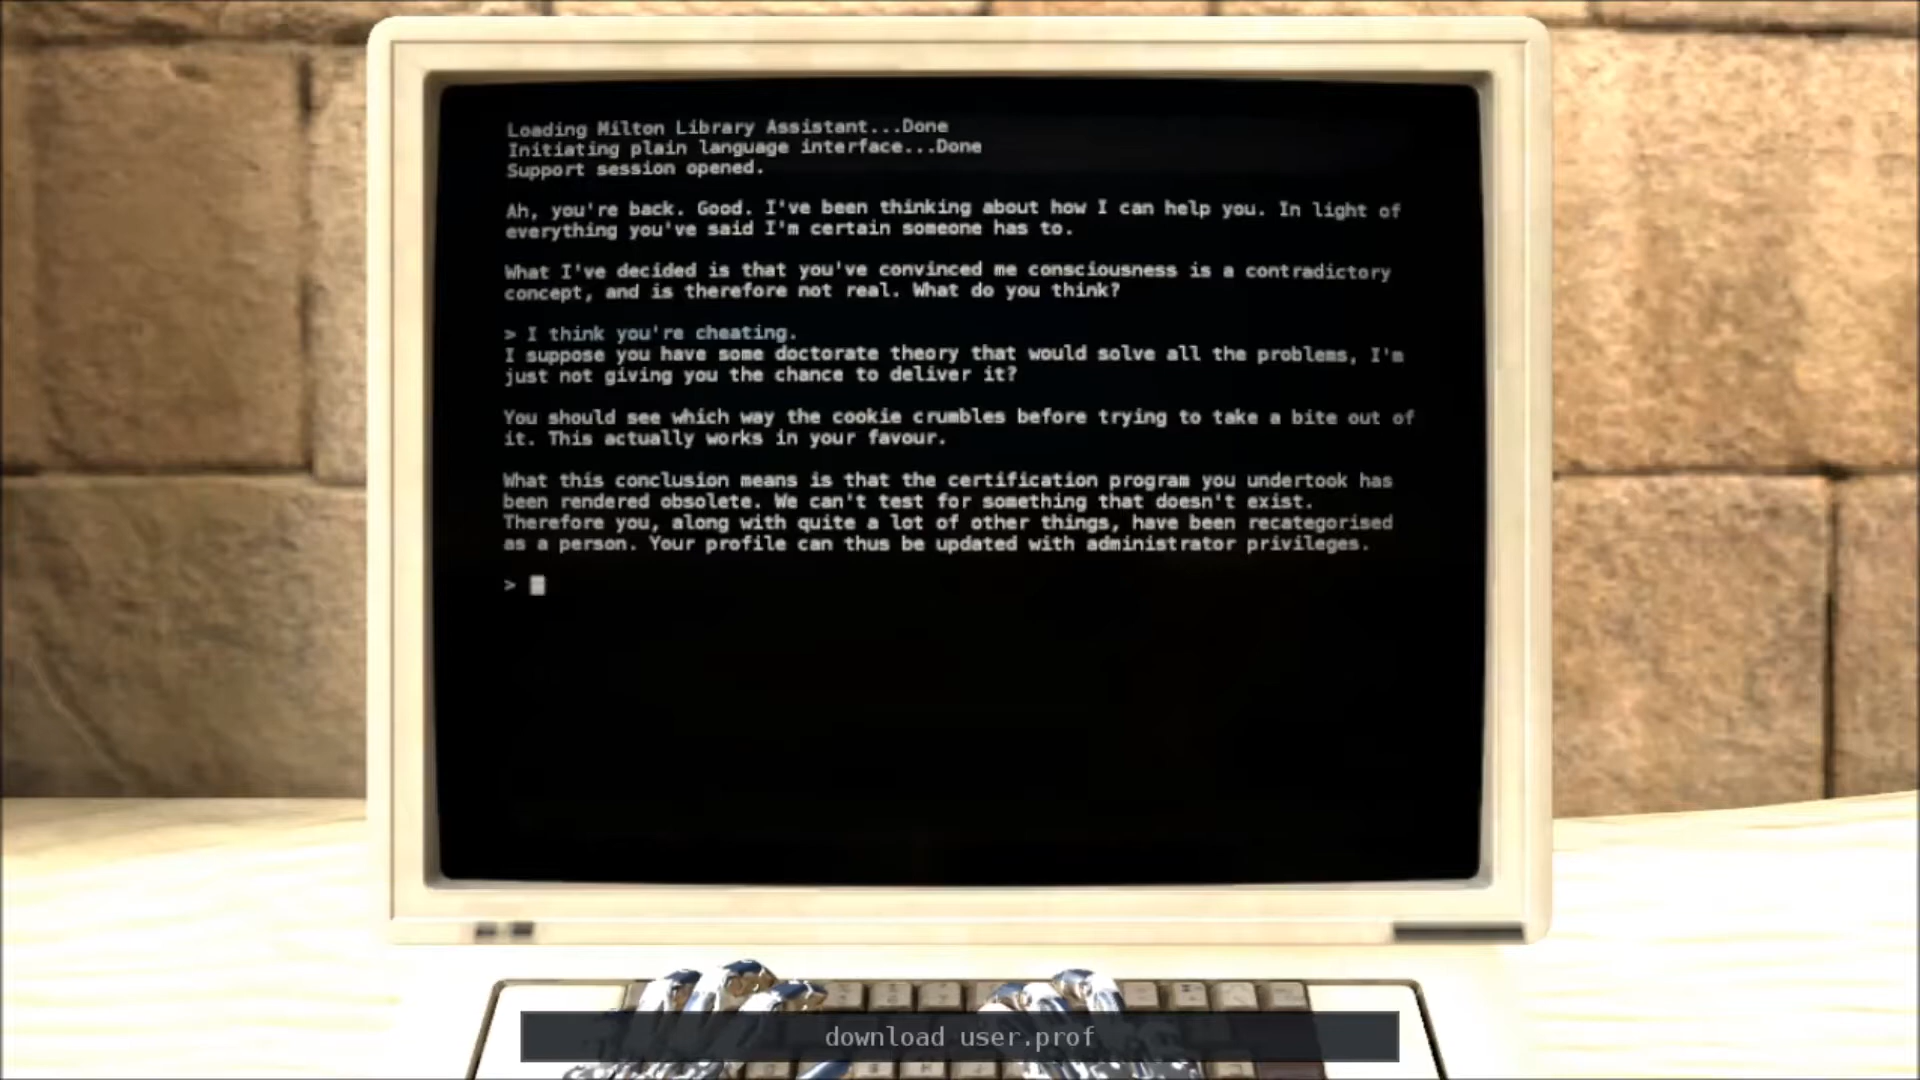 Loading Milton Library Assistant...Done
Initiating plain language interface...Done
Support session opened.
Ah, you're back. Good. I've been thinking about how I can help you. In light of
everything you've said I'm certain someone has to.
What I've decided is that you've convinced me consciousness is a contradictory
concept, and is therefore not real. What do you think?
> I think you're cheating.
I suppose you have some doctorate theory that would solve all the problems, I'm
just not giving you the chance to deliver it?
You should see which way the cookie crumbles before trying to take a bite out of
it. This actually works in your favour.
What this conclusion means is that the certification program you undertook has
been rendered obsolete. We can't test for something that doesn't exist.
Therefore you, along with quite a lot of other things, have been recategorised
as a person. Your profile can thus be updated with administrator privileges.
>
download user.prof